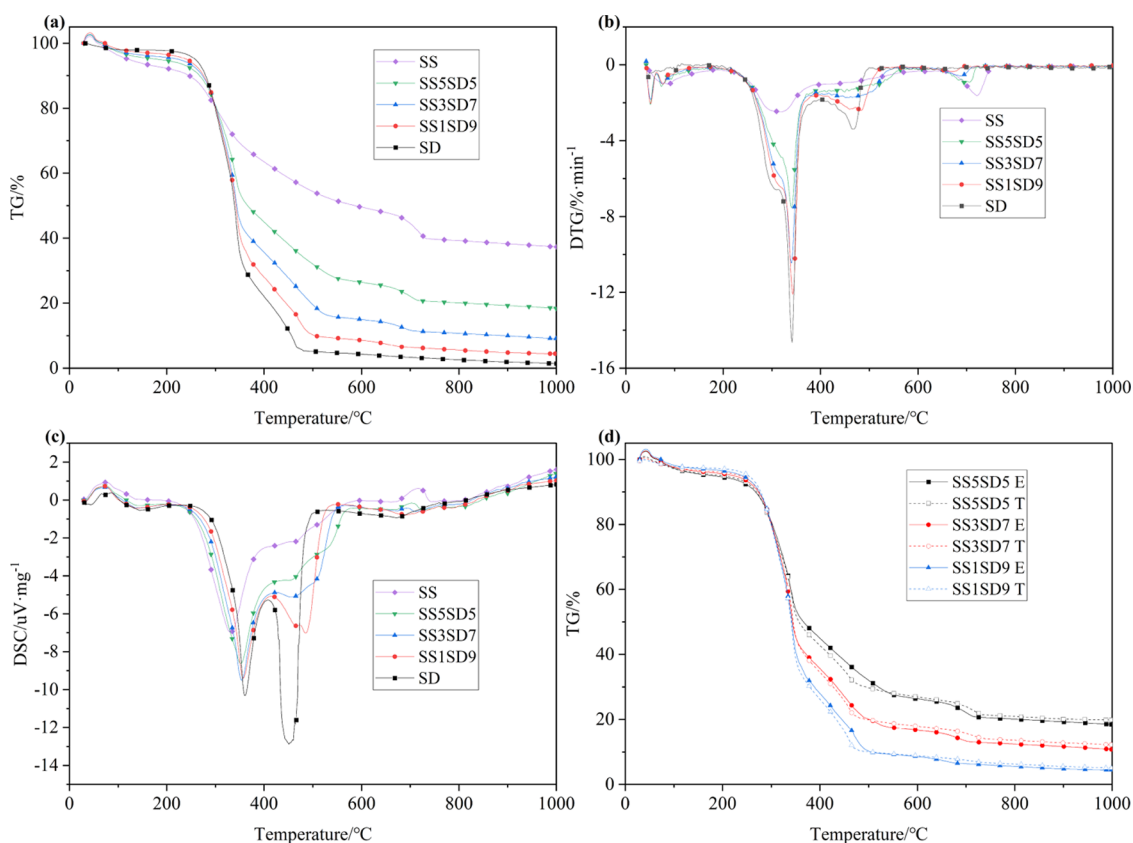 (a)
100
80
60
40
20
0
TG/%
0
200
400
600
800
1000
Temperature/°C
SS
SS5SD5
SS3SD7
SS1SD9
SD
(b)
0
-4
-8
-12
-16
DTG/%·min⁻¹
0
200
400
600
800
1000
Temperature/°C
SS
SS5SD5
SS3SD7
SS1SD9
SD
(c)
2
0
-2
-4
-6
-8
-10
-12
-14
DSC/uV·mg⁻¹
0
200
400
600
800
1000
Temperature/°C
SS
SS5SD5
SS3SD7
SS1SD9
SD
(d)
100
80
60
40
20
0
TG/%
0
200
400
600
800
1000
Temperature/°C
SS5SD5 E
SS5SD5 T
SS3SD7 E
SS3SD7 T
SS1SD9 E
SS1SD9 T